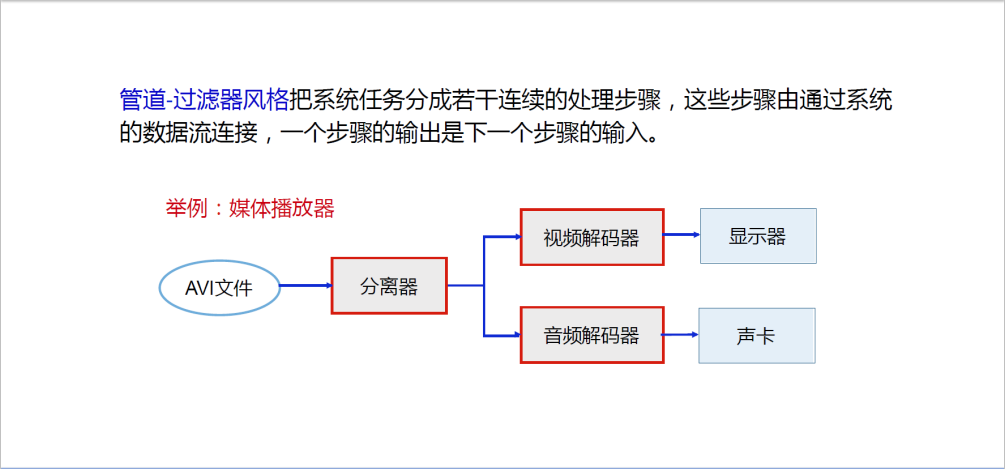 管道-过滤器风格把系统任务分成若干连续的处理步骤，这些步骤由通过系统
的数据流连接，一个步骤的输出是下一个步骤的输入。
举例：媒体播放器
视频解码器
显示器
AVI文件
分离器
音频解码器
声卡